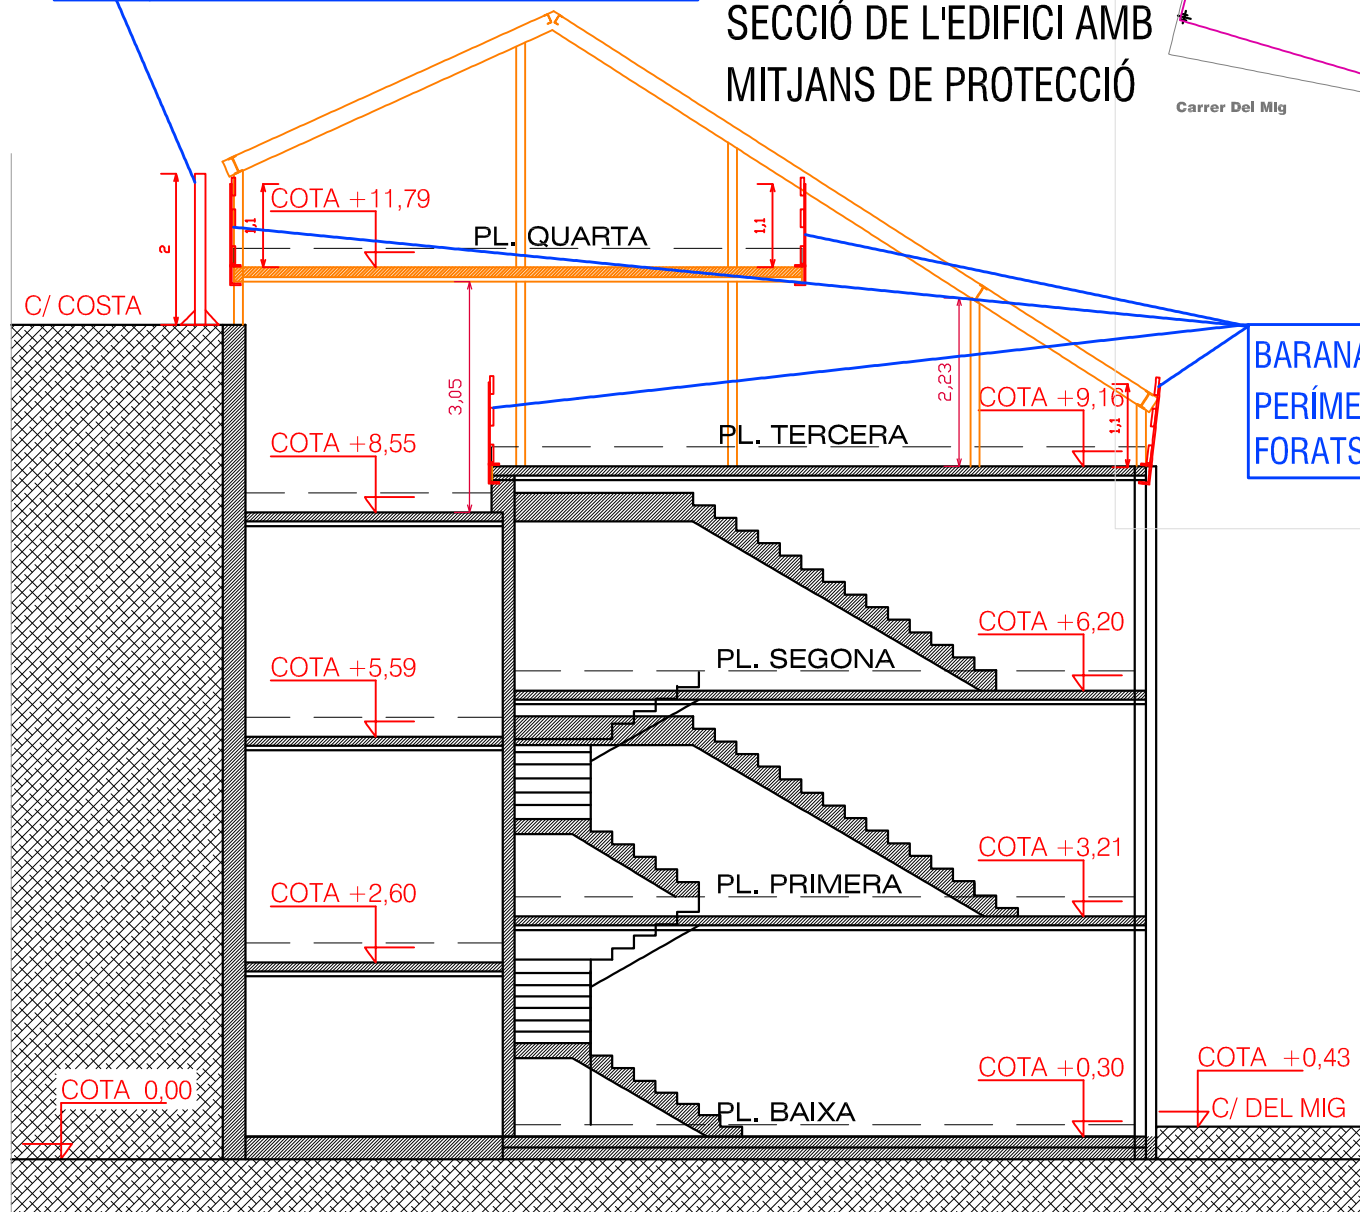 SECCIÓ DE L'EDIFICI AMB
MITJANS DE PROTECCIÓ
Carrer Del MIg
COTA +11,79
1,1
1,1
PL. QUARTA
2
C/ COSTA
BARANA
PERÍME
FORATS
3,05
2,23
COTA +9,16
1,1
COTA +8,55
PL. TERCERA
COTA +6,20
COTA +5,59
PL. SEGONA
COTA +3,21
COTA +2,60
PL. PRIMERA
COTA +0,30
COTA +0,43
COTA 0,00
PL. BAIXA
C/ DEL MIG